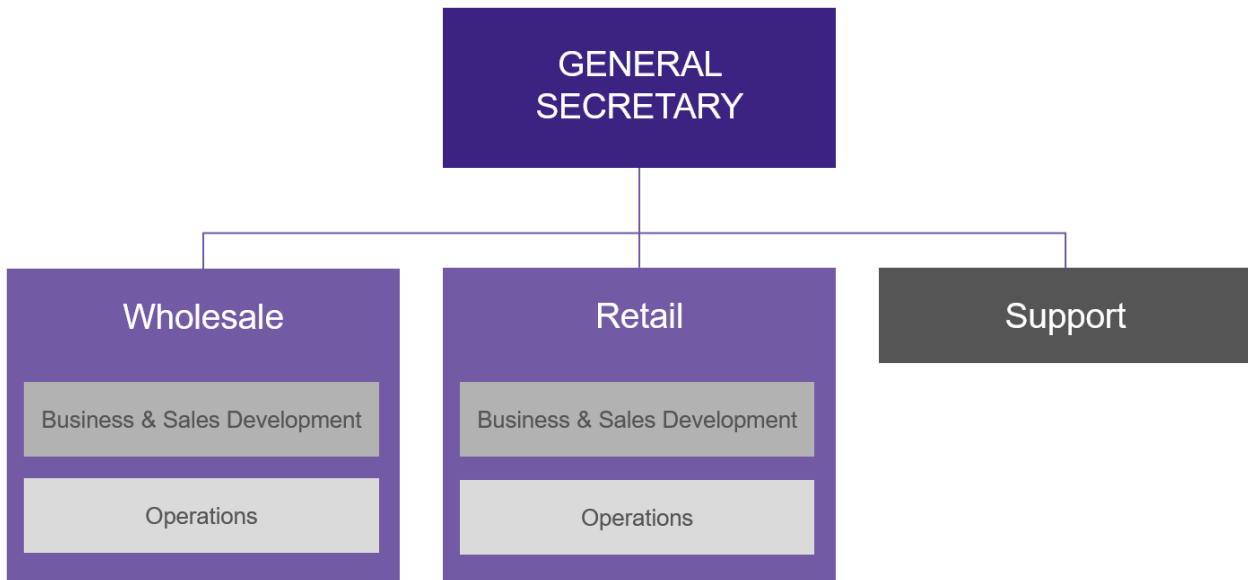 GENERAL
SECRETARY
Wholesale
Business & Sales Development
Operations
Retail
Business & Sales Development
Operations
Support